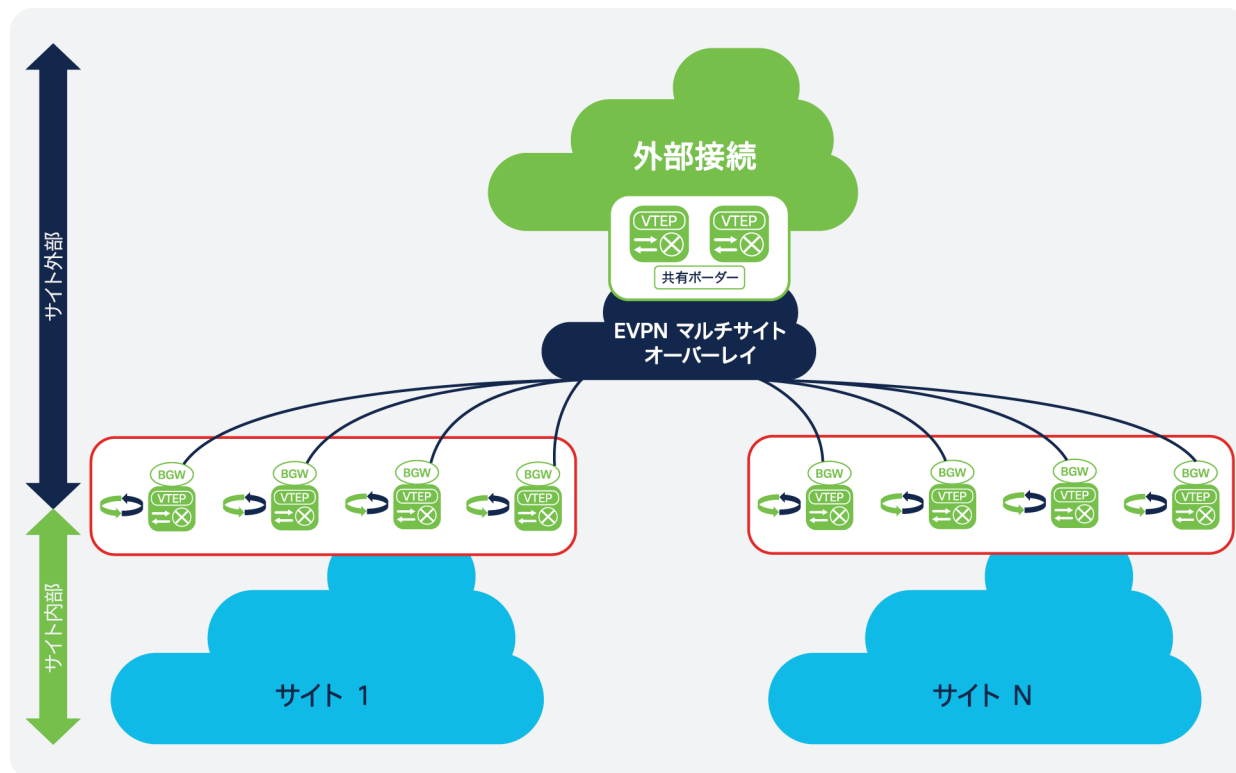 外部接続
VTEP VTEP
共有ボーダー
サイト外部
EVPN マルチサイト
オーバーレイ
BGW BGW BGW BGW BGW BGW BGW BGW
VTEP VTEP VTEP VTEP VTEP VTEP VTEP VTEP
サイト内部
サイト 1
サイト N